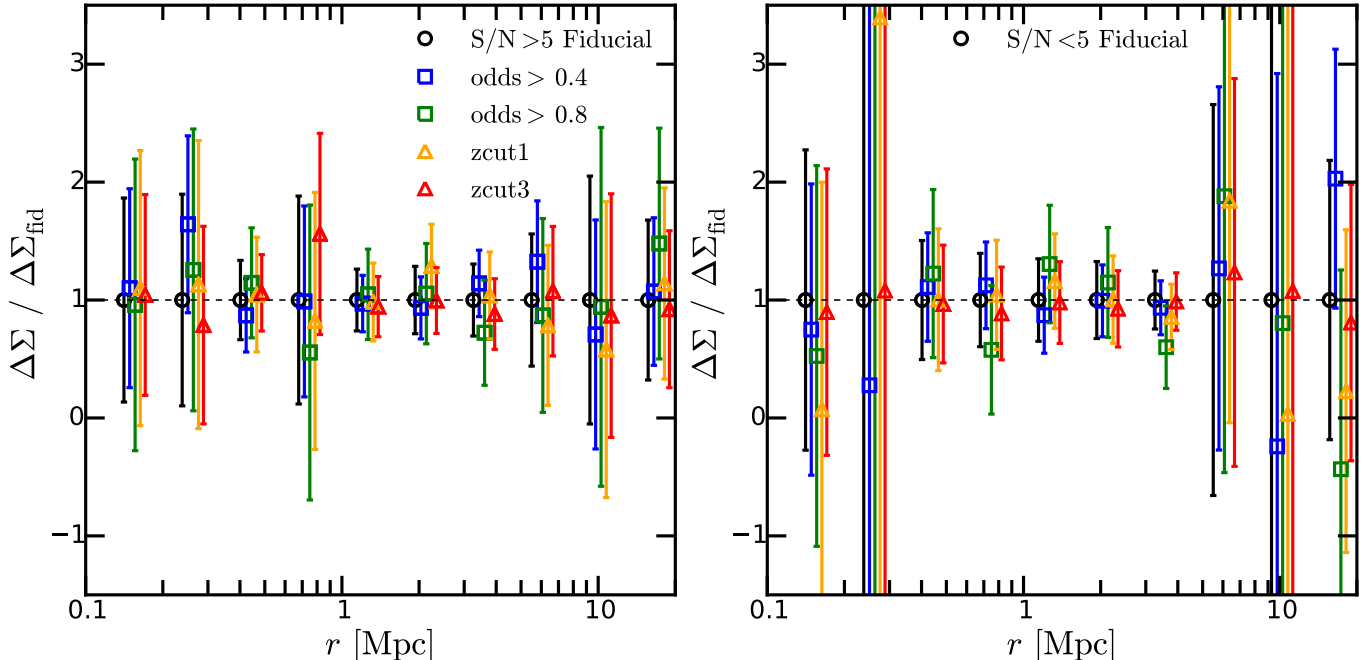 S/N > 5 Fiducial
odds > 0.4
odds > 0.8
zcut1
zcut3
3
2
1
0
−1
ΔΣ / ΔΣfid
0.1
1
10
r [Mpc]
S/N < 5 Fiducial
3
2
1
0
−1
ΔΣ / ΔΣfid
0.1
1
10
r [Mpc]